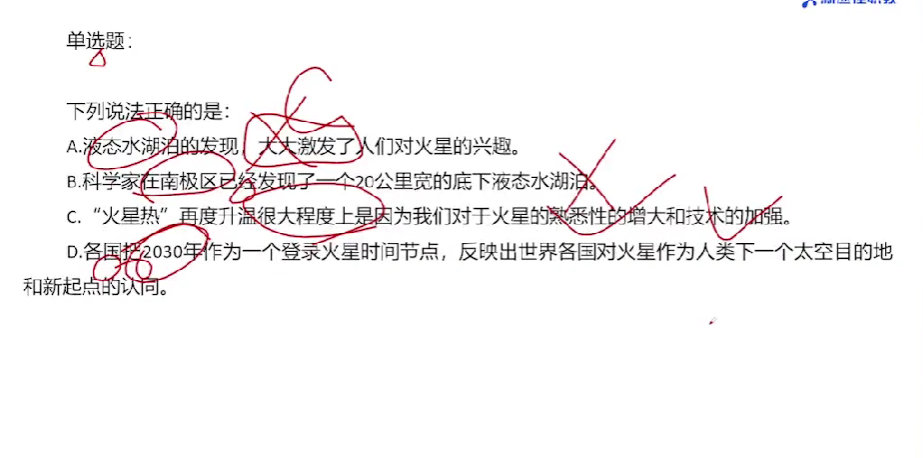 单选题：
下列说法正确的是：
A.液态水湖泊的发现，大大激发了人们对火星的兴趣。
B.科学家在南极区已经发现了一个20公里宽的底下液态水湖泊。
C.“火星热”再度升温很大程度上是因为我们对于火星的熟悉性的增大和技术的加强。
D.各国把2030年作为一个登录火星时间节点，反映出世界各国对火星作为人类下一个太空目的地
和新起点的认同。